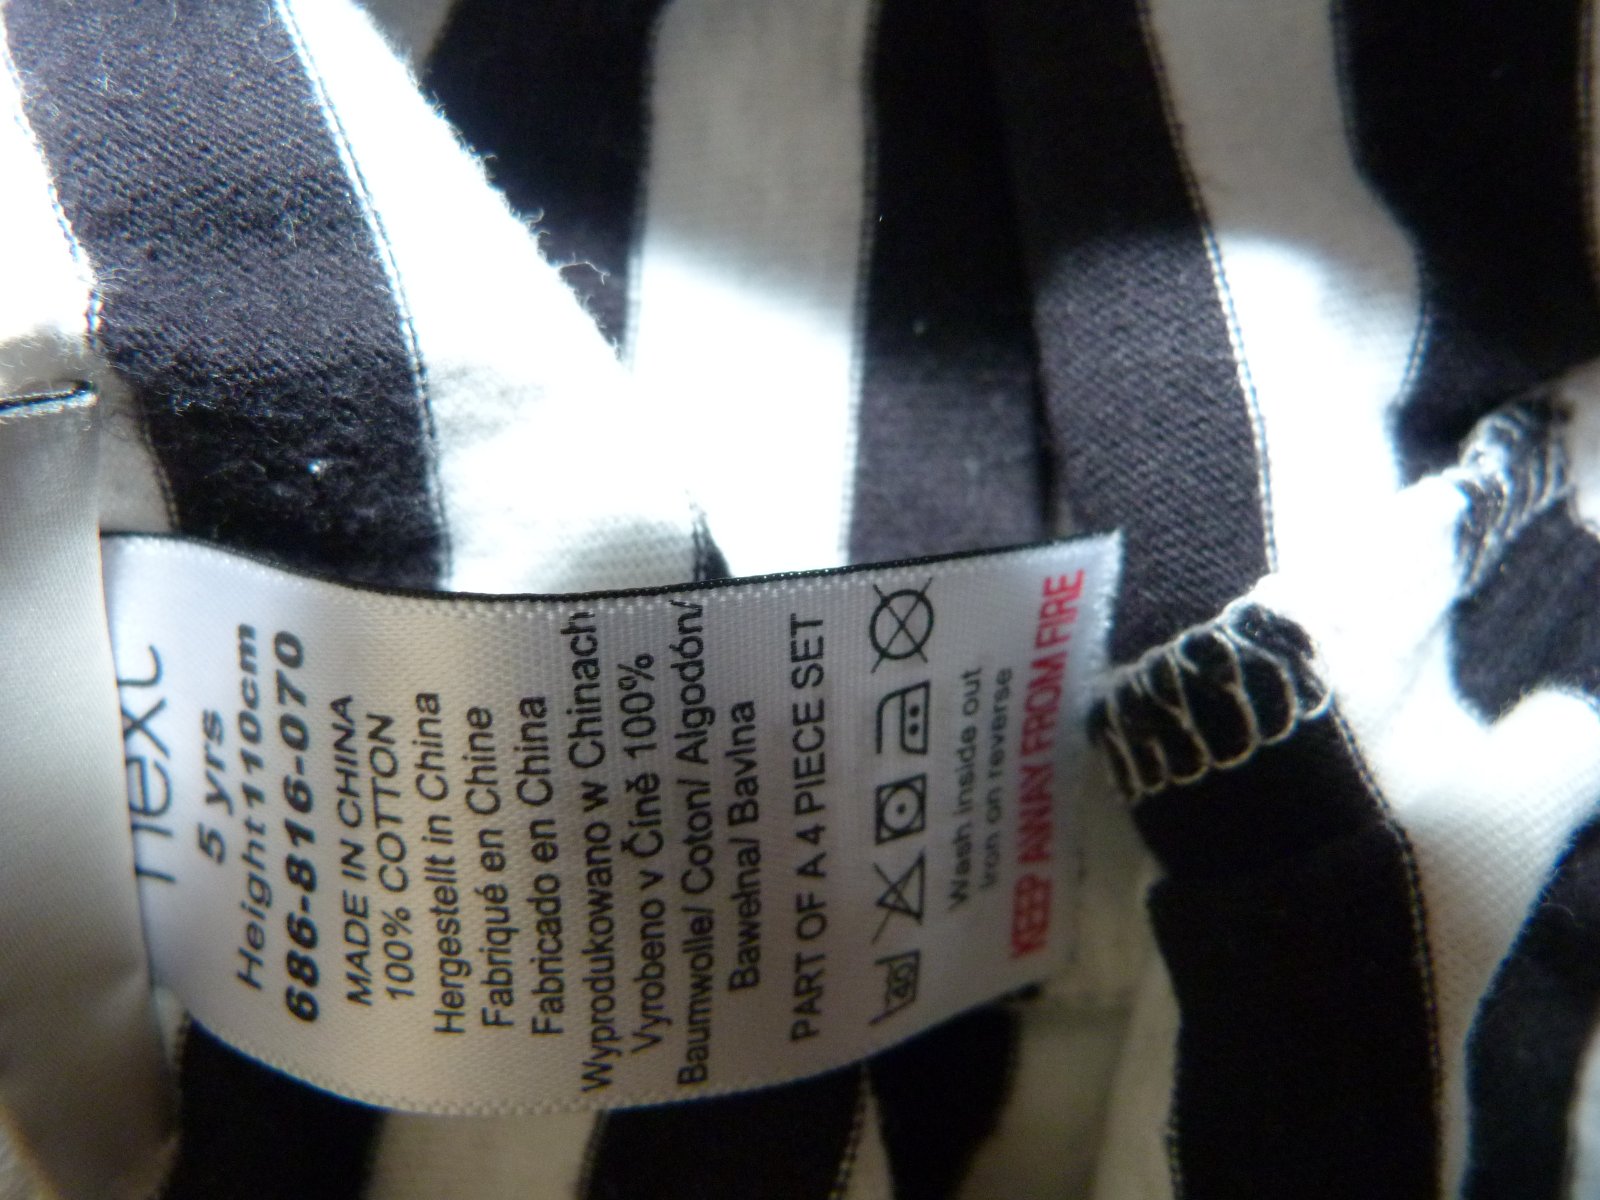 next
5 yrs
Height110cm
686-816-070
MADE IN CHINA
100% COTTON
Hergestellt in China
Fabriqué en Chine
Fabricado en China
Wyprodukowano w Chinach
Vyrobeno v Číně 100%
Baumwolle/ Coton/ Algodón/
Bawełna/ Bavlna
PART OF A 4 PIECE SET
40
Wash inside out
Iron on reverse
KEEP AWAY FROM FIRE